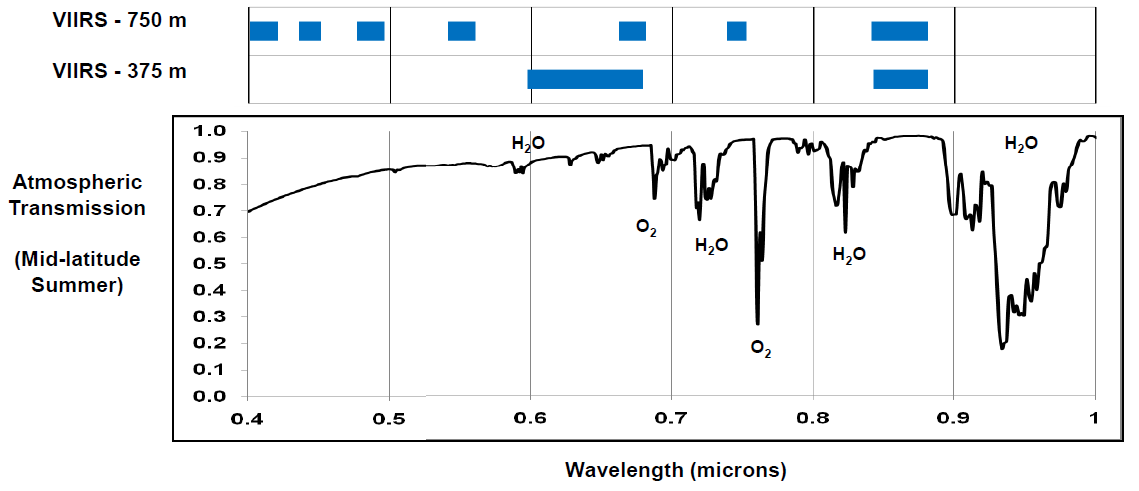 VIIRS - 750 m
VIIRS - 375 m
Atmospheric
Transmission
(Mid-latitude
Summer)
1.0
0.9
0.8
0.7
0.6
0.5
0.4
0.3
0.2
0.1
0.0
H₂O
O₂
H₂O
O₂
H₂O
H₂O
0.4 0.5 0.6 0.7 0.8 0.9 1
Wavelength (microns)